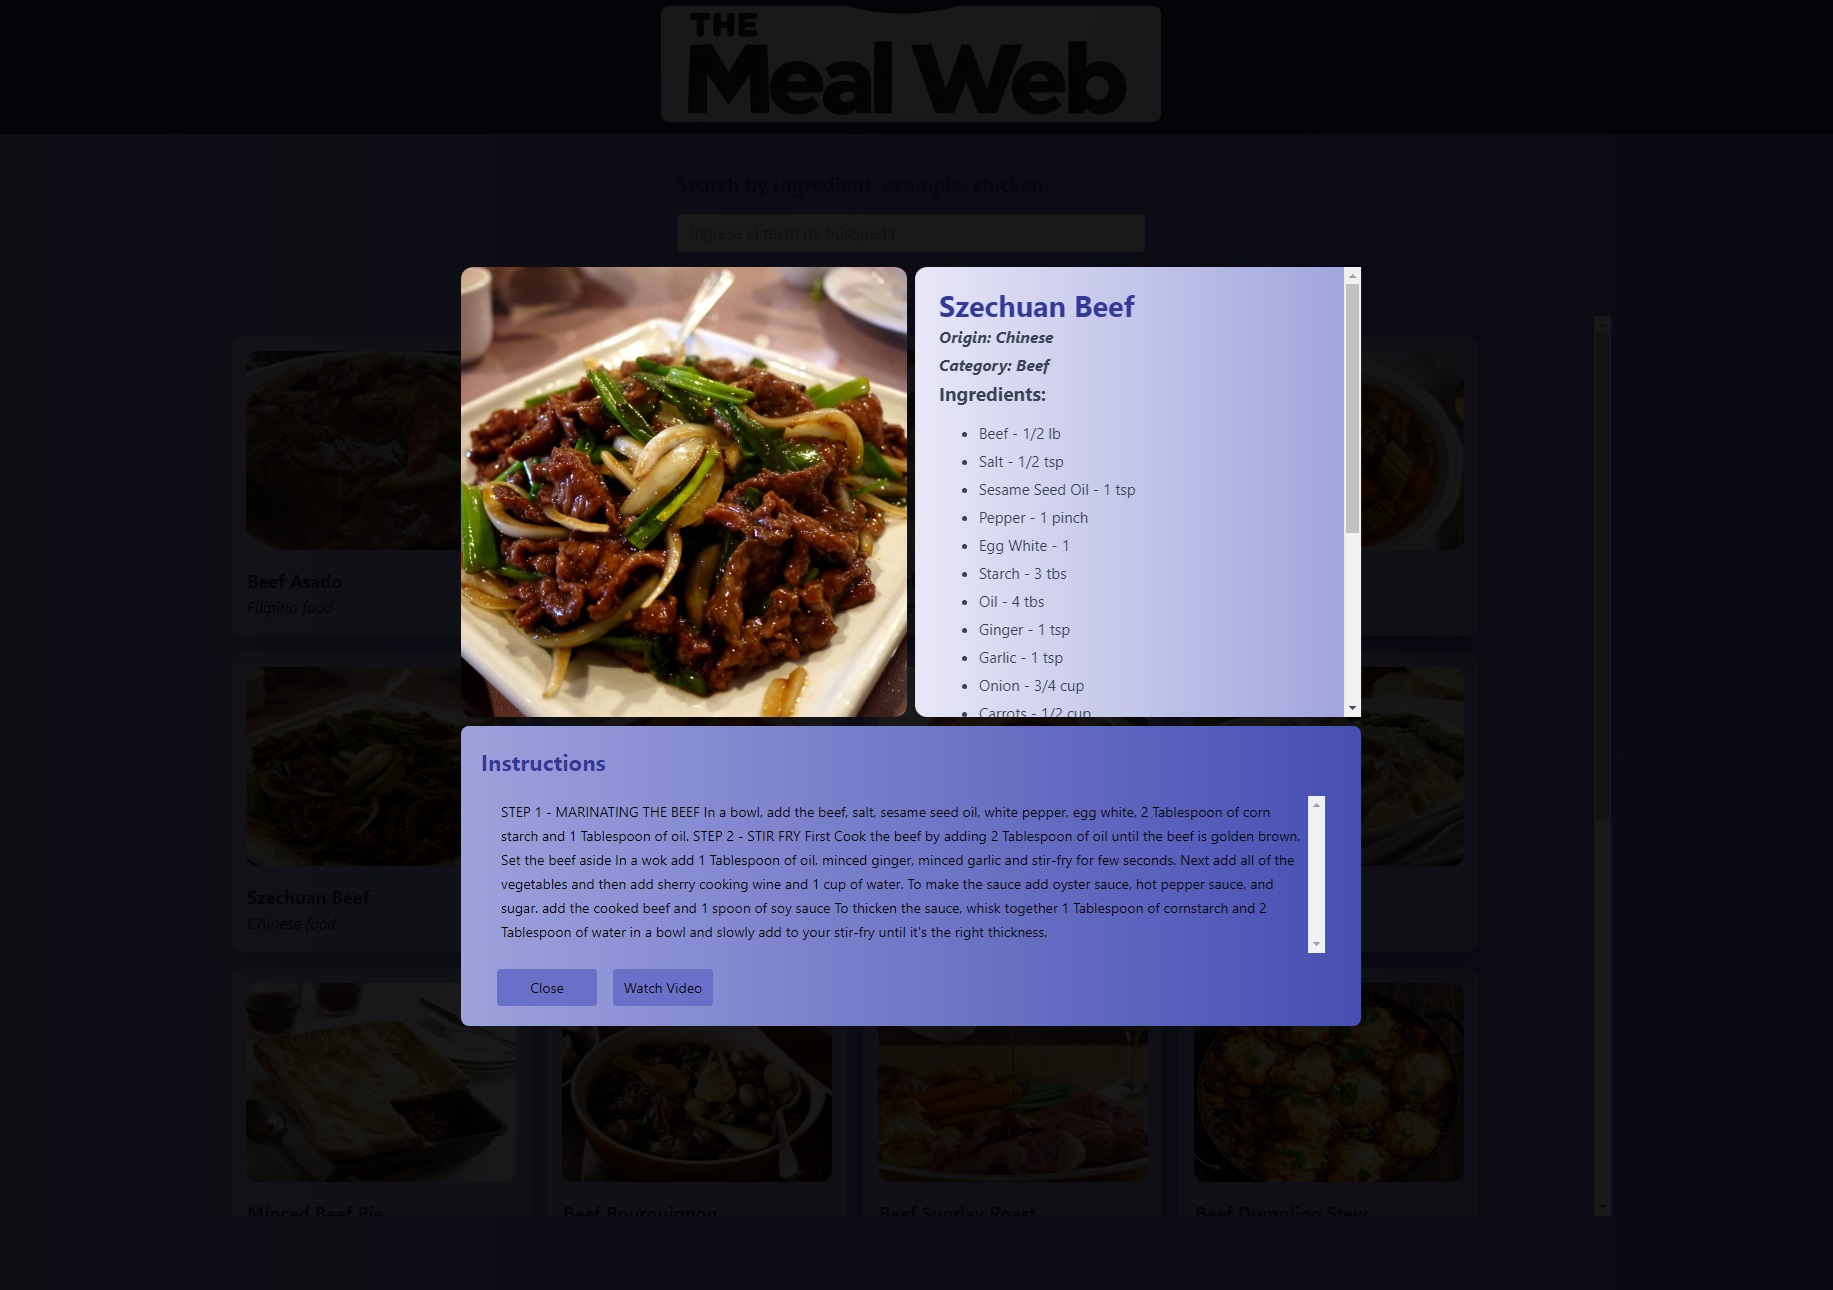 THE
Meal Web
Search by ingredient, example: chicken
Ingrese el texto de búsqueda
Szechuan Beef
Origin: Chinese
Category: Beef
Ingredients:
Beef - 1/2 lb
Salt - 1/2 tsp
Sesame Seed Oil - 1 tsp
Pepper - 1 pinch
Egg White - 1
Starch - 3 tbs
Oil - 4 tbs
Ginger - 1 tsp
Garlic - 1 tsp
Onion - 3/4 cup
Carrots - 1/2 cup
Instructions
STEP 1 - MARINATING THE BEEF In a bowl, add the beef, salt, sesame seed oil, white pepper, egg white, 2 Tablespoon of corn
starch and 1 Tablespoon of oil. STEP 2 - STIR FRY First Cook the beef by adding 2 Tablespoon of oil until the beef is golden brown.
Set the beef aside In a wok add 1 Tablespoon of oil, minced ginger, minced garlic and stir-fry for few seconds. Next add all of the
vegetables and then add sherry cooking wine and 1 cup of water. To make the sauce add oyster sauce, hot pepper sauce, and
sugar. add the cooked beef and 1 spoon of soy sauce To thicken the sauce, whisk together 1 Tablespoon of cornstarch and 2
Tablespoon of water in a bowl and slowly add to your stir-fry until it's the right thickness.
Close Watch Video
Beef Asado
Filipino food
Szechuan Beef
Chinese food
Minced Beef Pie
Beef Bourguignon
Beef Sunday Roast
Beef Dumpling Stew